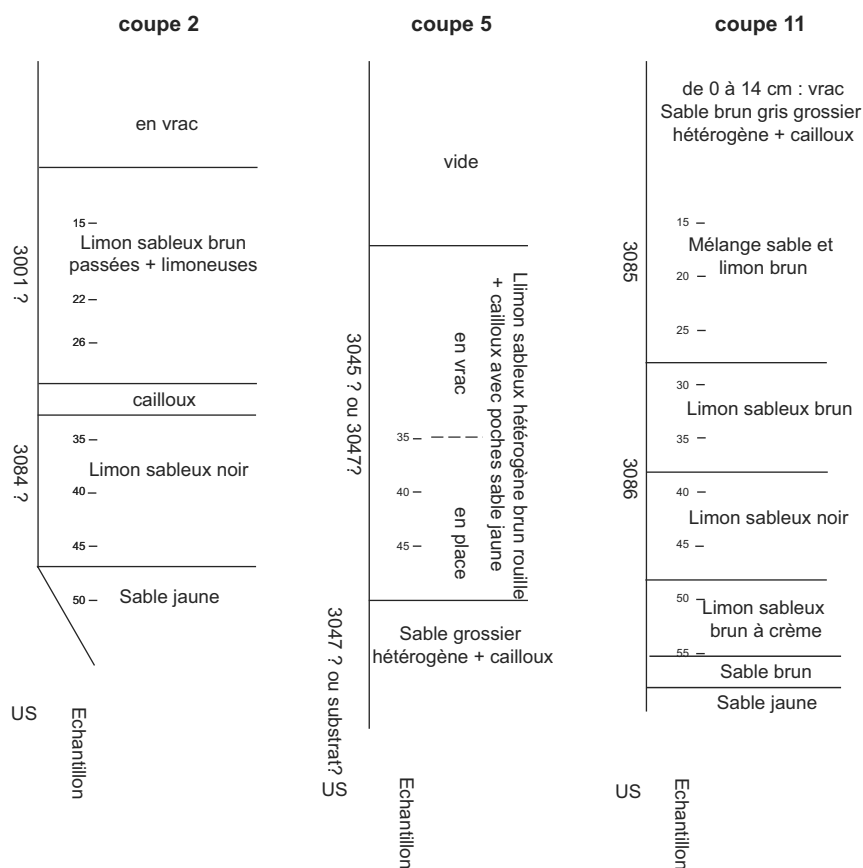 coupe 2
en vrac
15
Limon sableux brun
passées + limoneuses
22
26
3001 ?
cailloux
35
Limon sableux noir
40
45
3084 ?
50
Sable jaune
US
Echantillon
coupe 5
vide
3045 ? ou 3047?
en vrac
Llimon sableux hétérogène brun rouille
+ cailloux avec poches sable jaune
35
40
45
en place
Sable grossier
hétérogène + cailloux
3047 ? ou substrat?
US
Echantillon
coupe 11
de 0 à 14 cm : vrac
Sable brun gris grossier
hétérogène + cailloux
15
Mélange sable et
limon brun
20
25
3085
30
Limon sableux brun
35
3086
40
Limon sableux noir
45
50
Limon sableux
brun à crème
55
Sable brun
Sable jaune
US
Echantillon